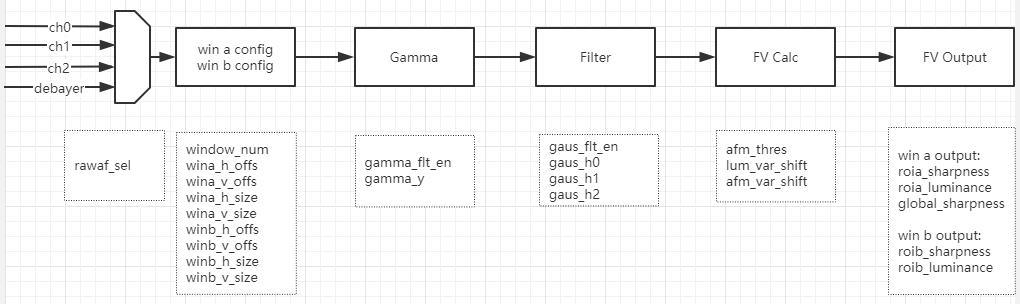 ch0
ch1
ch2
debayer
win a config
win b config
Gamma
Filter
FV Calc
FV Output
rawaf_sel
window_num
wina_h_offs
wina_v_offs
wina_h_size
wina_v_size
winb_h_offs
winb_v_offs
winb_h_size
winb_v_size
gamma_flt_en
gamma_y
gaus_flt_en
gaus_h0
gaus_h1
gaus_h2
afm_thres
lum_var_shift
afm_var_shift
win a output:
roia_sharpness
roia_luminance
global_sharpness
win b output:
roib_sharpness
roib_luminance